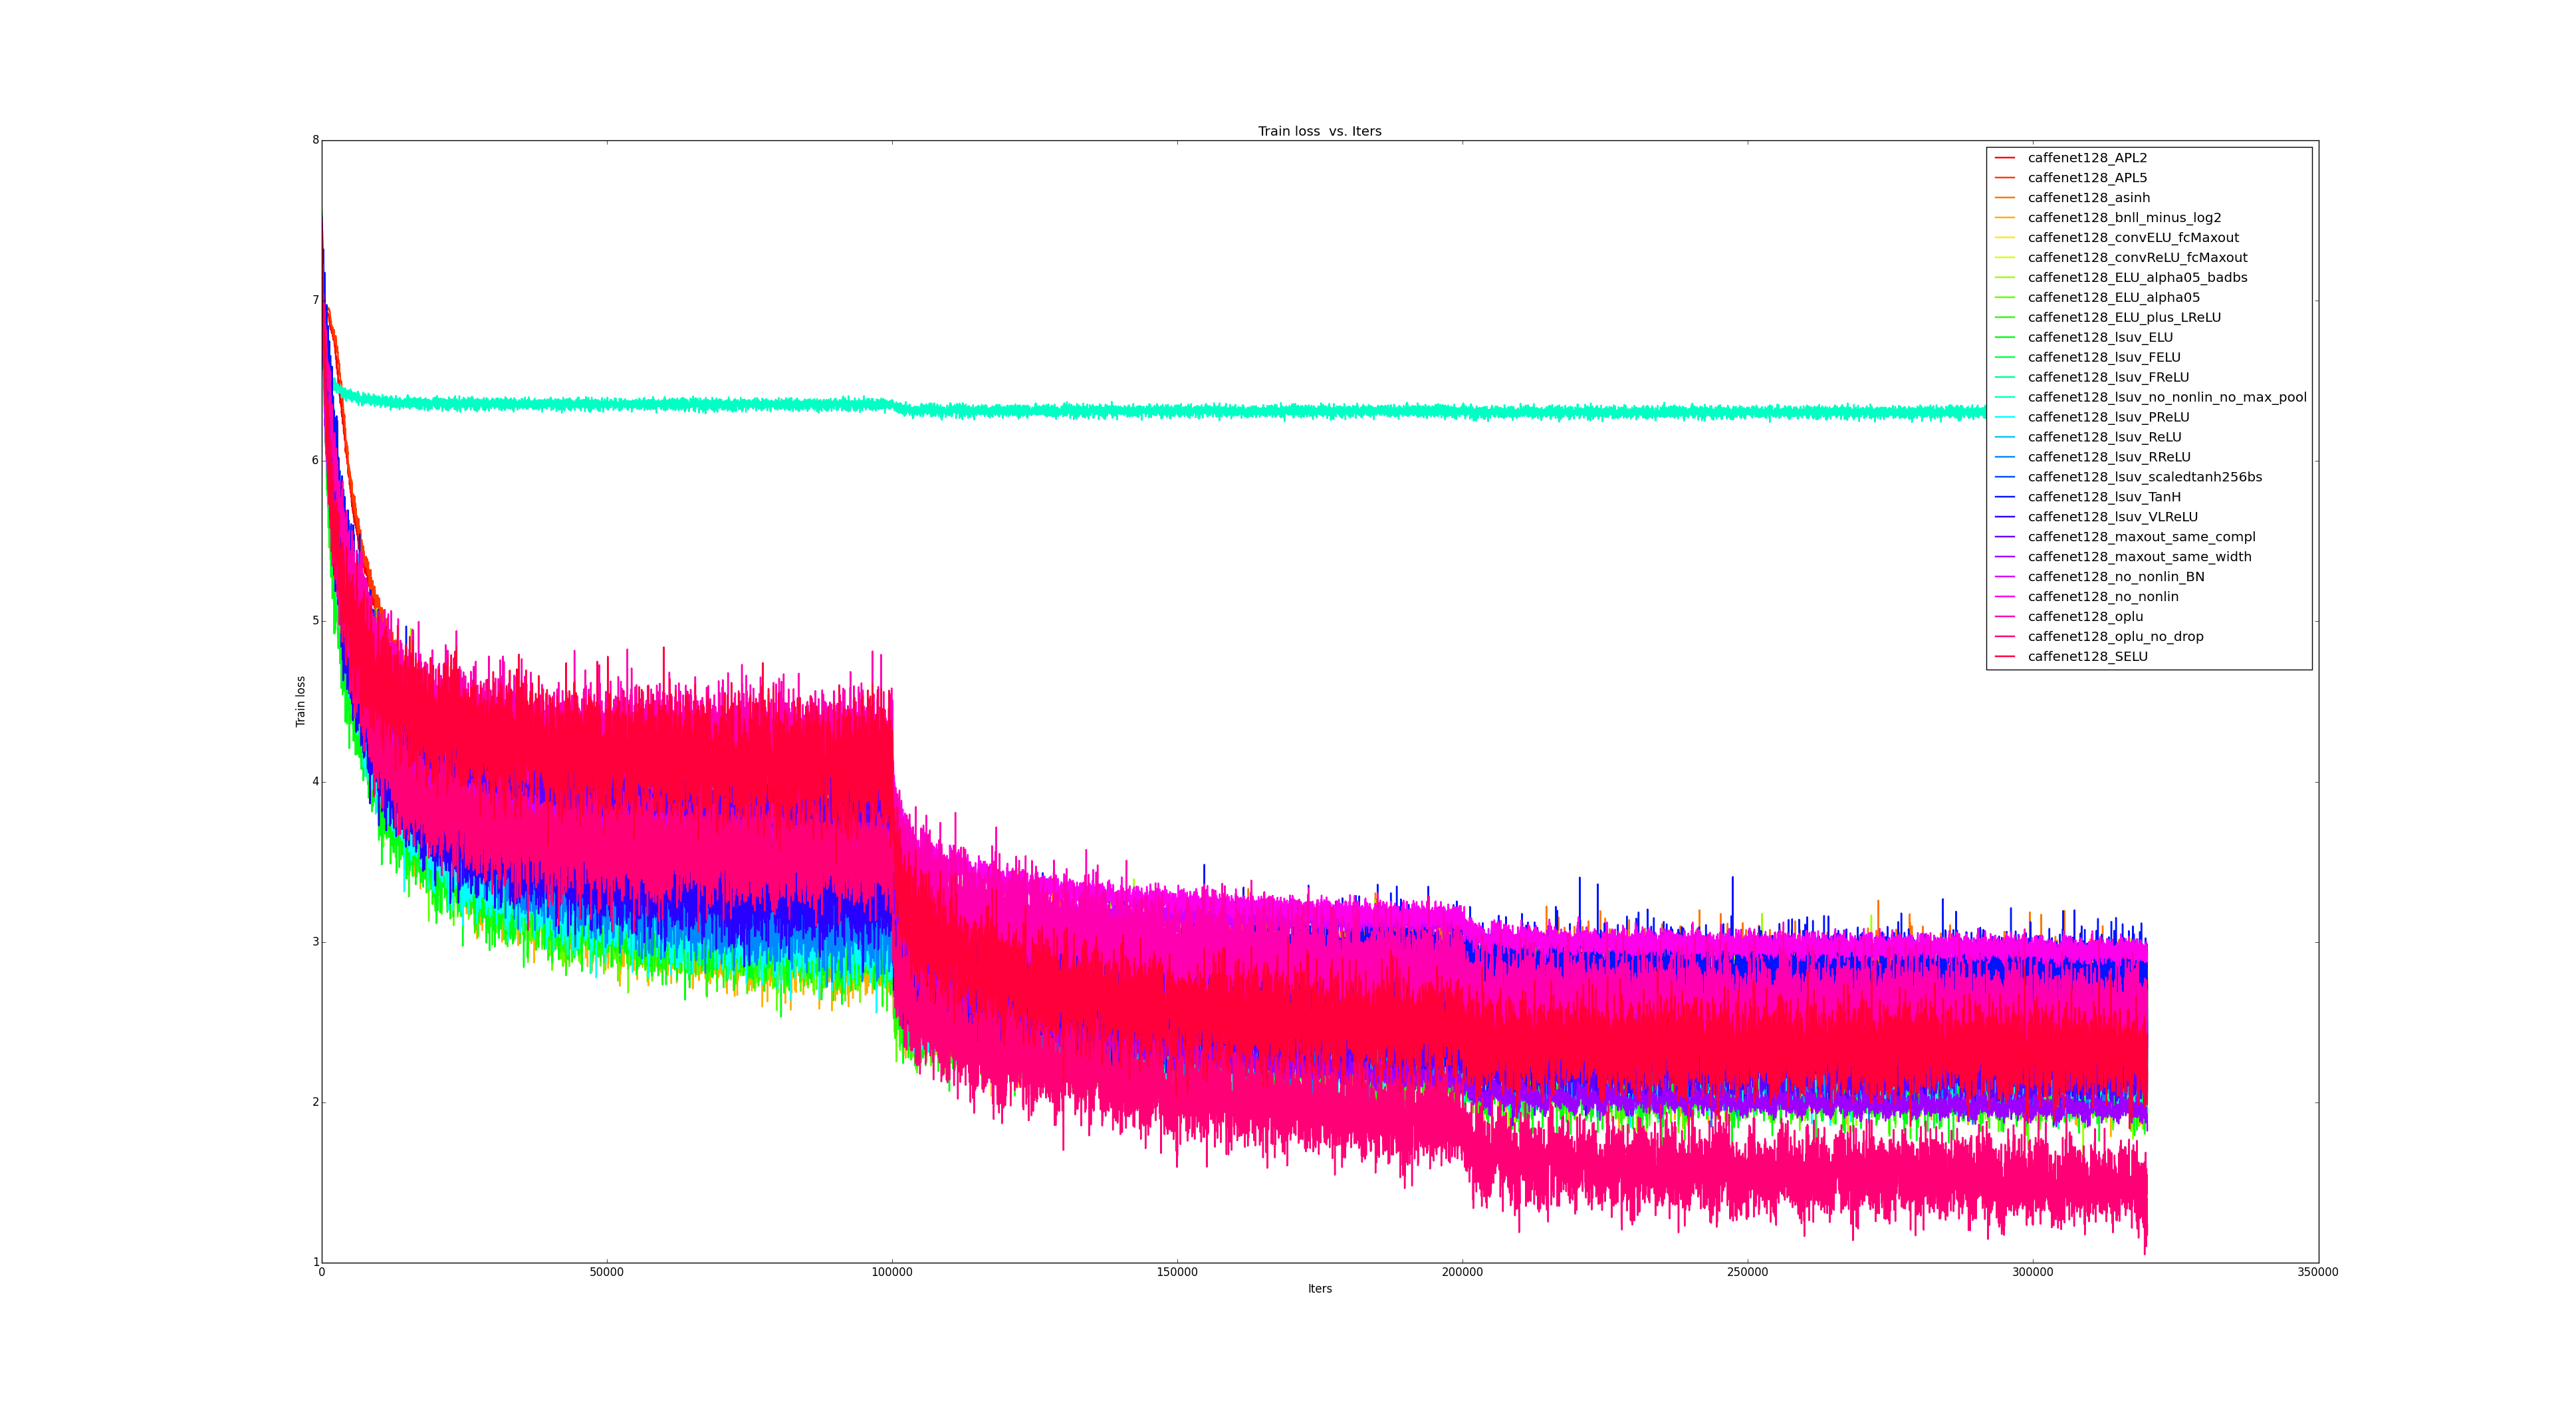 Train loss  vs. Iters
8
7
6
5
4
3
2
1
Train loss
caffenet128_APL2
caffenet128_APL5
caffenet128_asinh
caffenet128_bnll_minus_log2
caffenet128_convELU_fcMaxout
caffenet128_convReLU_fcMaxout
caffenet128_ELU_alpha05_badbs
caffenet128_ELU_alpha05
caffenet128_ELU_plus_LReLU
caffenet128_lsuv_ELU
caffenet128_lsuv_FELU
caffenet128_lsuv_FReLU
caffenet128_lsuv_no_nonlin_no_max_pool
caffenet128_lsuv_PReLU
caffenet128_lsuv_ReLU
caffenet128_lsuv_RReLU
caffenet128_lsuv_scaledtanh256bs
caffenet128_lsuv_TanH
caffenet128_lsuv_VLReLU
caffenet128_maxout_same_compl
caffenet128_maxout_same_width
caffenet128_no_nonlin_BN
caffenet128_no_nonlin
caffenet128_oplu
caffenet128_oplu_no_drop
caffenet128_SELU
0 50000 100000 150000 200000 250000 300000 350000
Iters